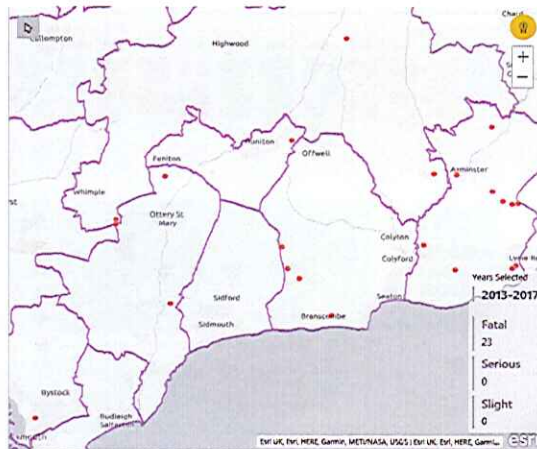 Chard
Cullompton
Highwood
Honiton
Offwell
Feniton
Axminster
Whimple
Ottery St.
Mary
Colyton
Colyford
Lyme Re
Years Selected
2013-2017
Sidford
Seaton
Sidmouth
Branscombe
Fatal
23
Serious
0
Slight
0
Bystock
Budleigh
Salterton
Esri UK, Esri, HERE, Garmin, METI/NASA, USGS | Esri UK, Esri, HERE, Garmi...
esri